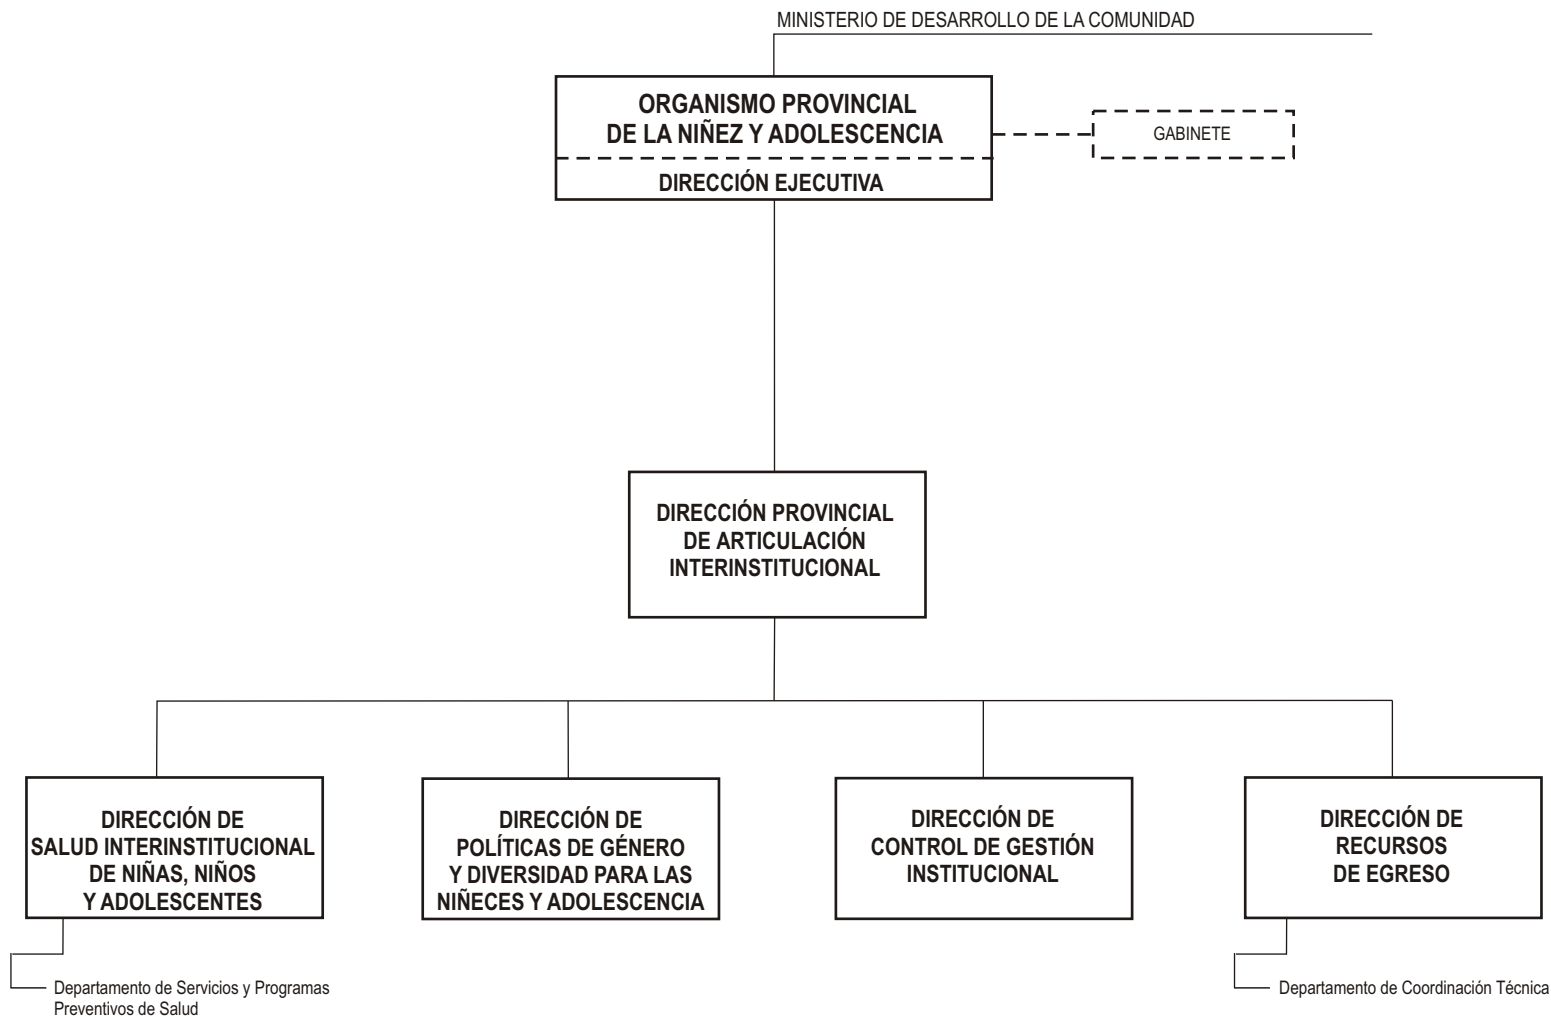 MINISTERIO DE DESARROLLO DE LA COMUNIDAD
ORGANISMO PROVINCIAL
DE LA NIÑEZ Y ADOLESCENCIA
GABINETE
DIRECCIÓN EJECUTIVA
DIRECCIÓN PROVINCIAL
DE ARTICULACIÓN
INTERINSTITUCIONAL
DIRECCIÓN DE
SALUD INTERINSTITUCIONAL
DE NIÑAS, NIÑOS
Y ADOLESCENTES
DIRECCIÓN DE
POLÍTICAS DE GÉNERO
Y DIVERSIDAD PARA LAS
NIÑECES Y ADOLESCENCIA
DIRECCIÓN DE
CONTROL DE GESTIÓN
INSTITUCIONAL
DIRECCIÓN DE
RECURSOS
DE EGRESO
Departamento de Servicios y Programas
Preventivos de Salud
Departamento de Coordinación Técnica